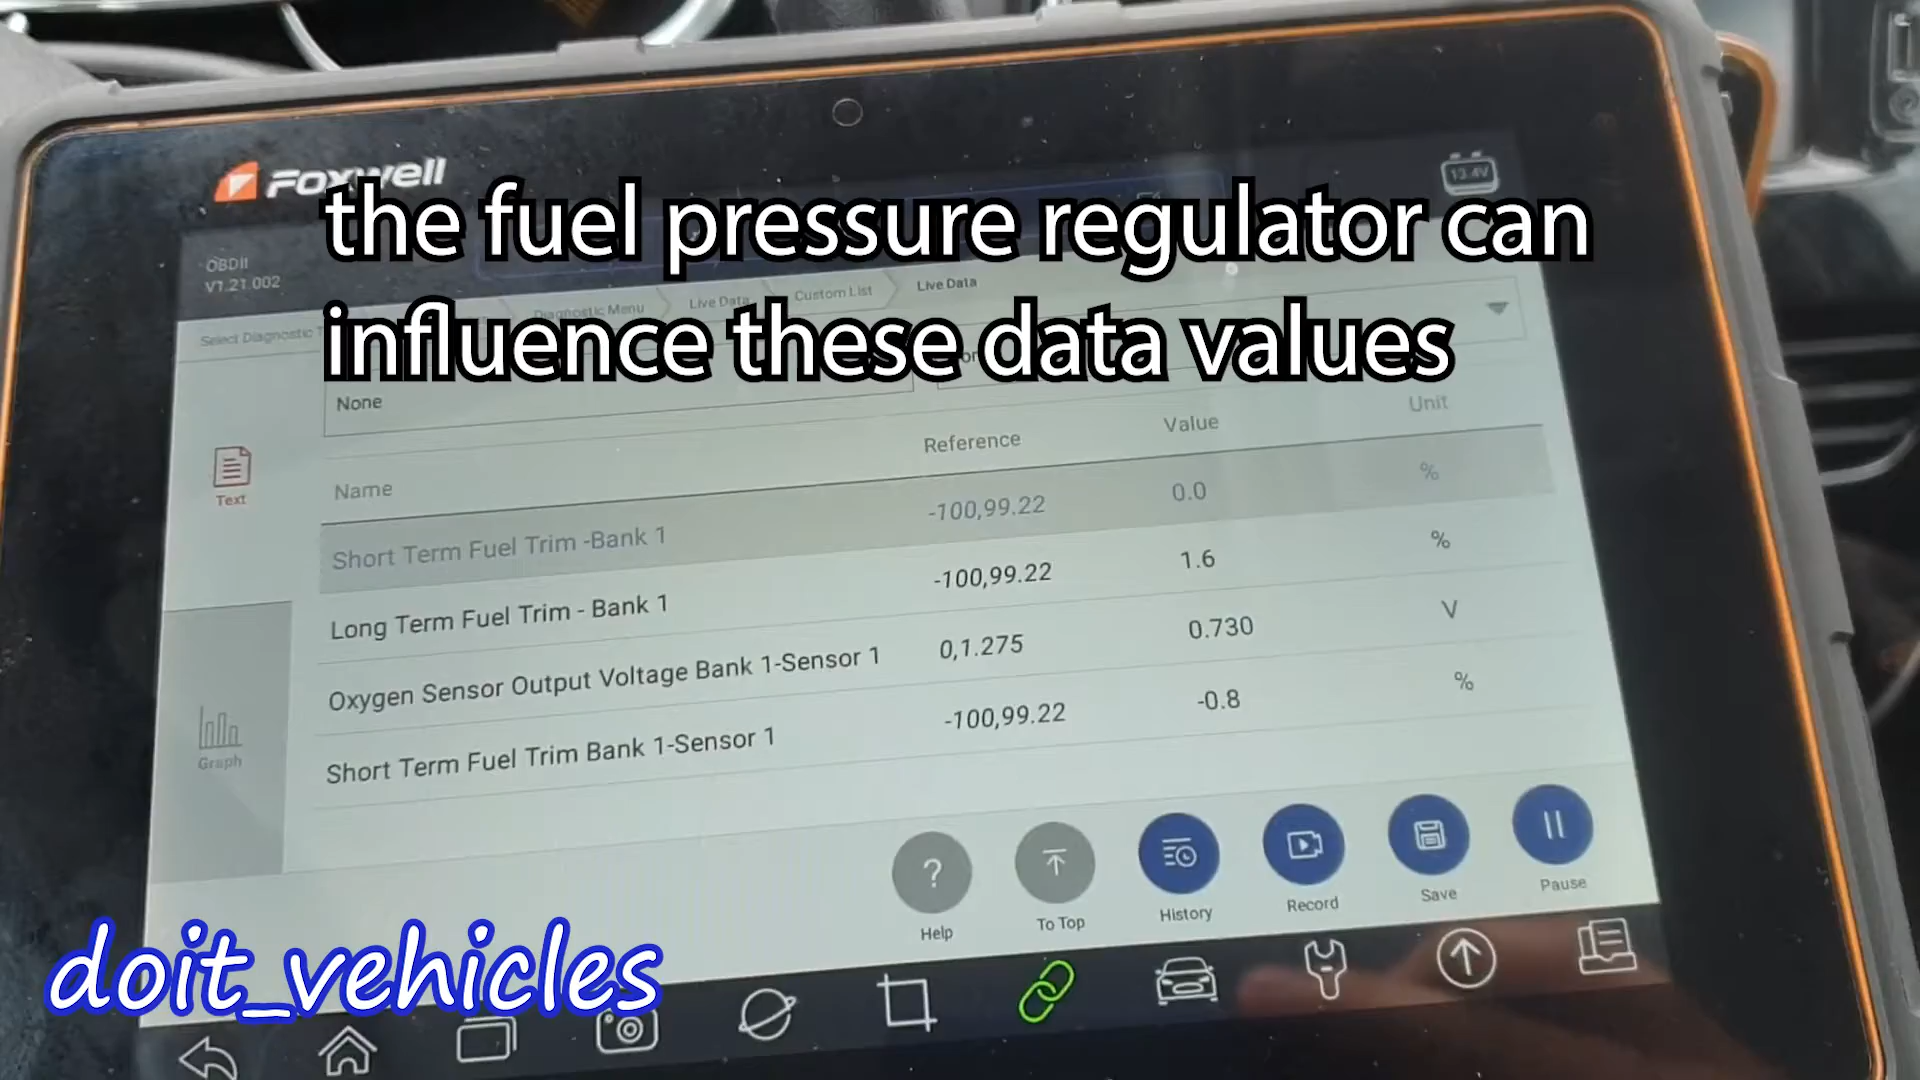 FOXWELL
13.4V
the fuel pressure regulator can
influence these data values
OBDII
V1.21.002
Select Diagnostic
Diagnostic Menu
Live Data
Custom List
Live Data
None
Text
Graph
Name Reference Value Unit
Short Term Fuel Trim -Bank 1 -100,99.22 0.0 %
Long Term Fuel Trim - Bank 1 -100,99.22 1.6 %
Oxygen Sensor Output Voltage Bank 1-Sensor 1 0,1.275 0.730 V
Short Term Fuel Trim Bank 1-Sensor 1 -100,99.22 -0.8 %
?
Help
To Top
History
Record
Save
Pause
doit_vehicles